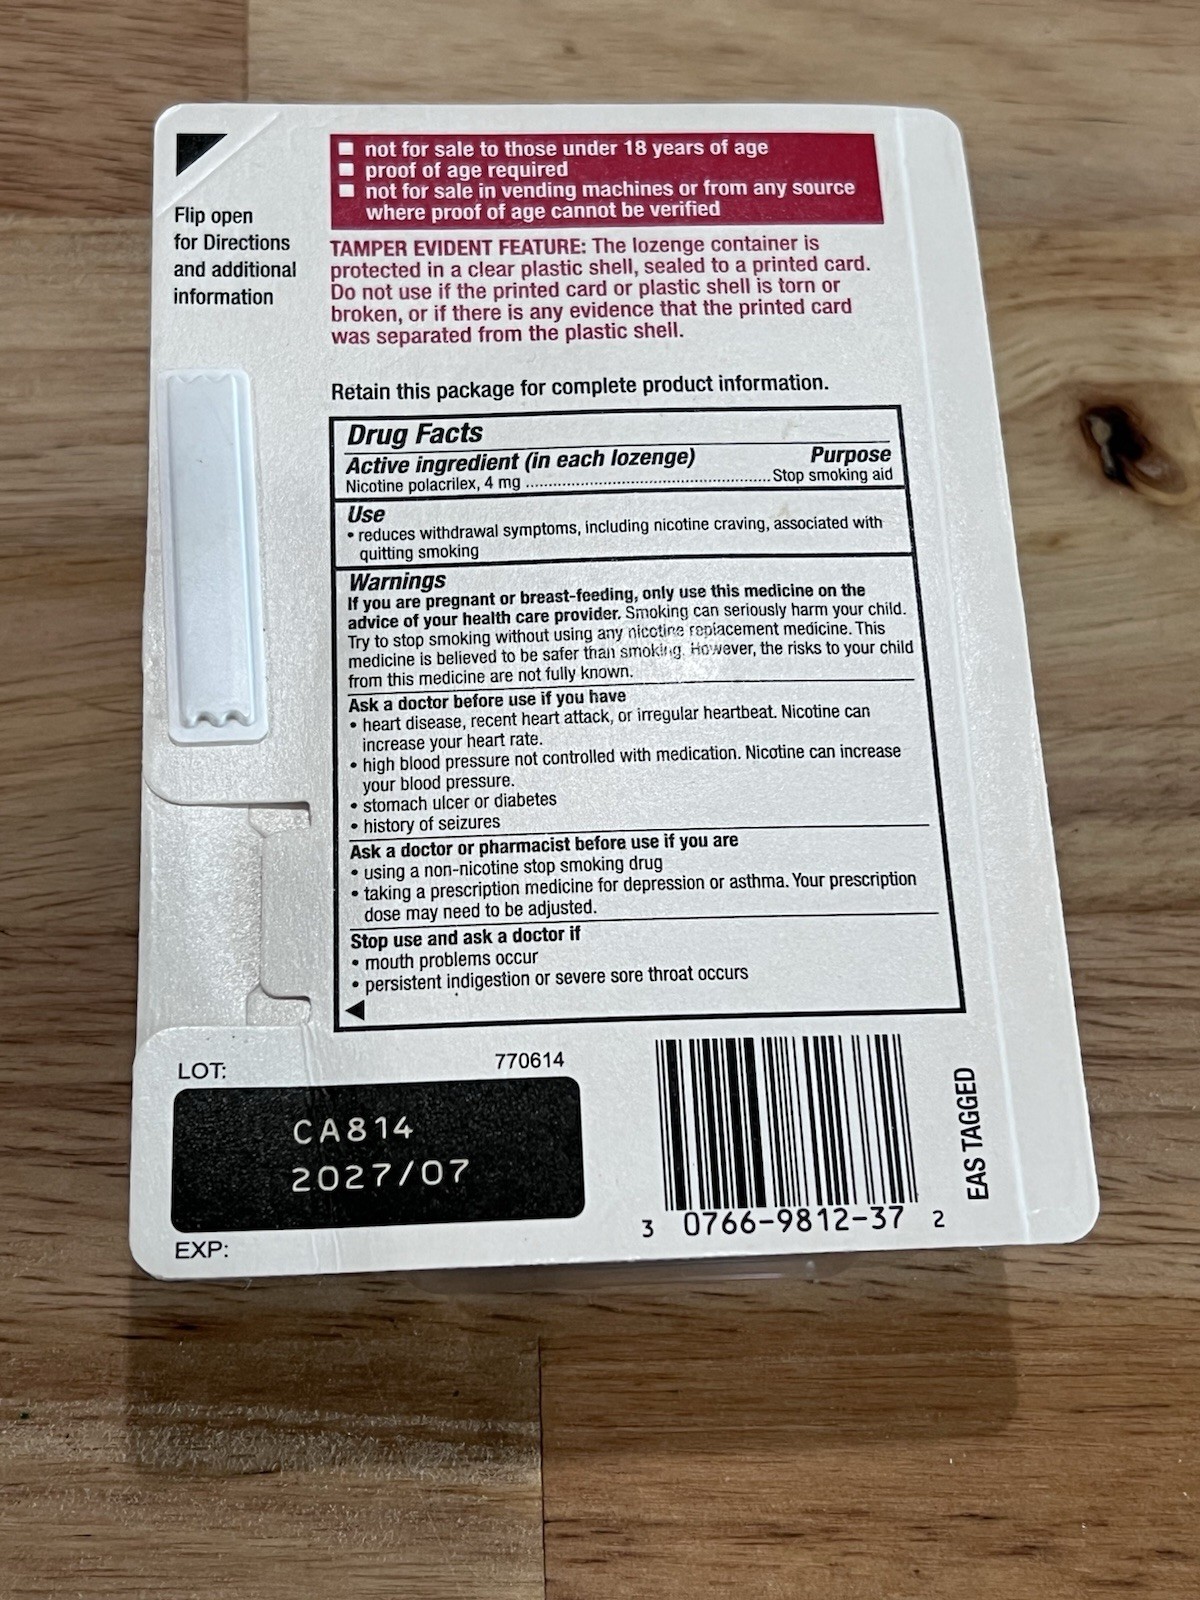 Flip open
for Directions
and additional
information
■ not for sale to those under 18 years of age
■ proof of age required
■ not for sale in vending machines or from any source
where proof of age cannot be verified
TAMPER EVIDENT FEATURE: The lozenge container is
protected in a clear plastic shell, sealed to a printed card.
Do not use if the printed card or plastic shell is torn or
broken, or if there is any evidence that the printed card
was separated from the plastic shell.
Retain this package for complete product information.
Drug Facts
Active ingredient (in each lozenge) Purpose
Nicotine polacrilex, 4 mg ........................................................ Stop smoking aid
Use
• reduces withdrawal symptoms, including nicotine craving, associated with
quitting smoking
Warnings
If you are pregnant or breast-feeding, only use this medicine on the
advice of your health care provider. Smoking can seriously harm your child.
Try to stop smoking without using any nicotine replacement medicine. This
medicine is believed to be safer than smoking. However, the risks to your child
from this medicine are not fully known.
Ask a doctor before use if you have
• heart disease, recent heart attack, or irregular heartbeat. Nicotine can
increase your heart rate.
• high blood pressure not controlled with medication. Nicotine can increase
your blood pressure.
• stomach ulcer or diabetes
• history of seizures
Ask a doctor or pharmacist before use if you are
• using a non-nicotine stop smoking drug
• taking a prescription medicine for depression or asthma. Your prescription
dose may need to be adjusted.
Stop use and ask a doctor if
• mouth problems occur
• persistent indigestion or severe sore throat occurs
LOT: 770614
CA814
2027/07
EXP:
3 0766-9812-37 2
EAS TAGGED